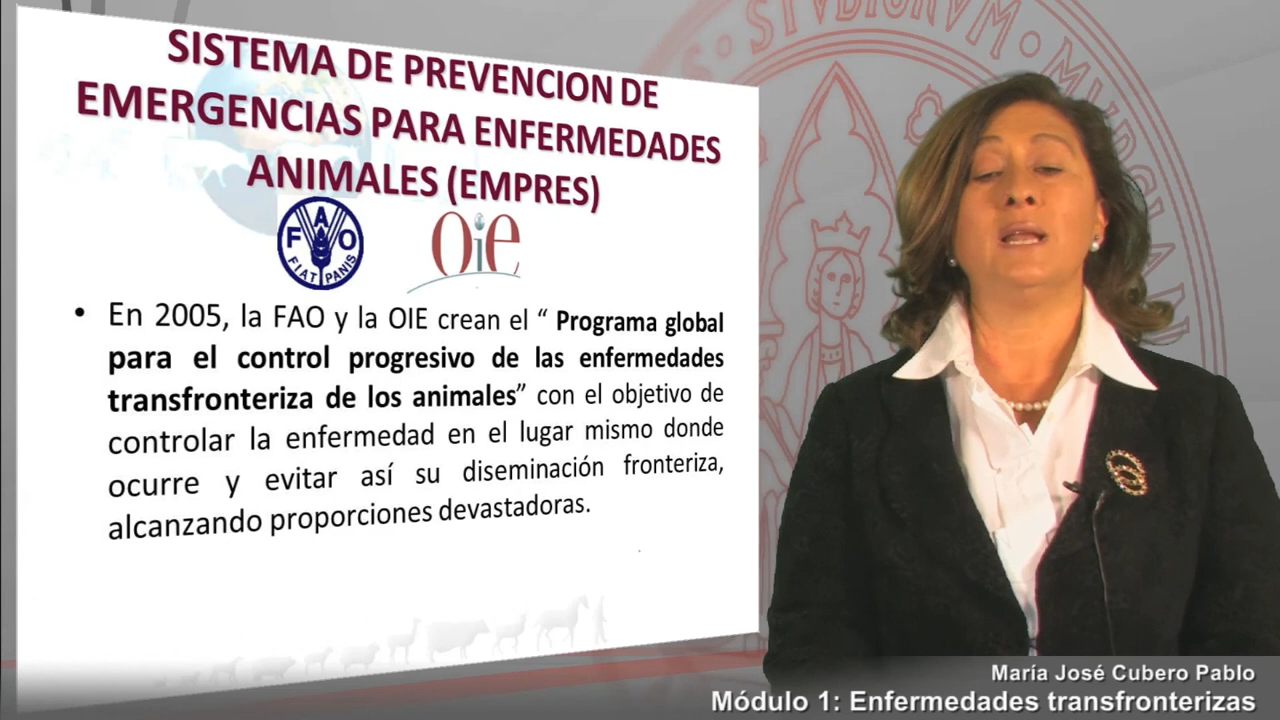 SISTEMA DE PREVENCION DE
EMERGENCIAS PARA ENFERMEDADES
ANIMALES (EMPRES)
F A O
FIAT PANIS
Oie
• En 2005, la FAO y la OIE crean el “ Programa global
para el control progresivo de las enfermedades
transfronteriza de los animales” con el objetivo de
controlar la enfermedad en el lugar mismo donde
ocurre y evitar así su diseminación fronteriza,
alcanzando proporciones devastadoras.
María José Cubero Pablo
Módulo 1: Enfermedades transfronterizas